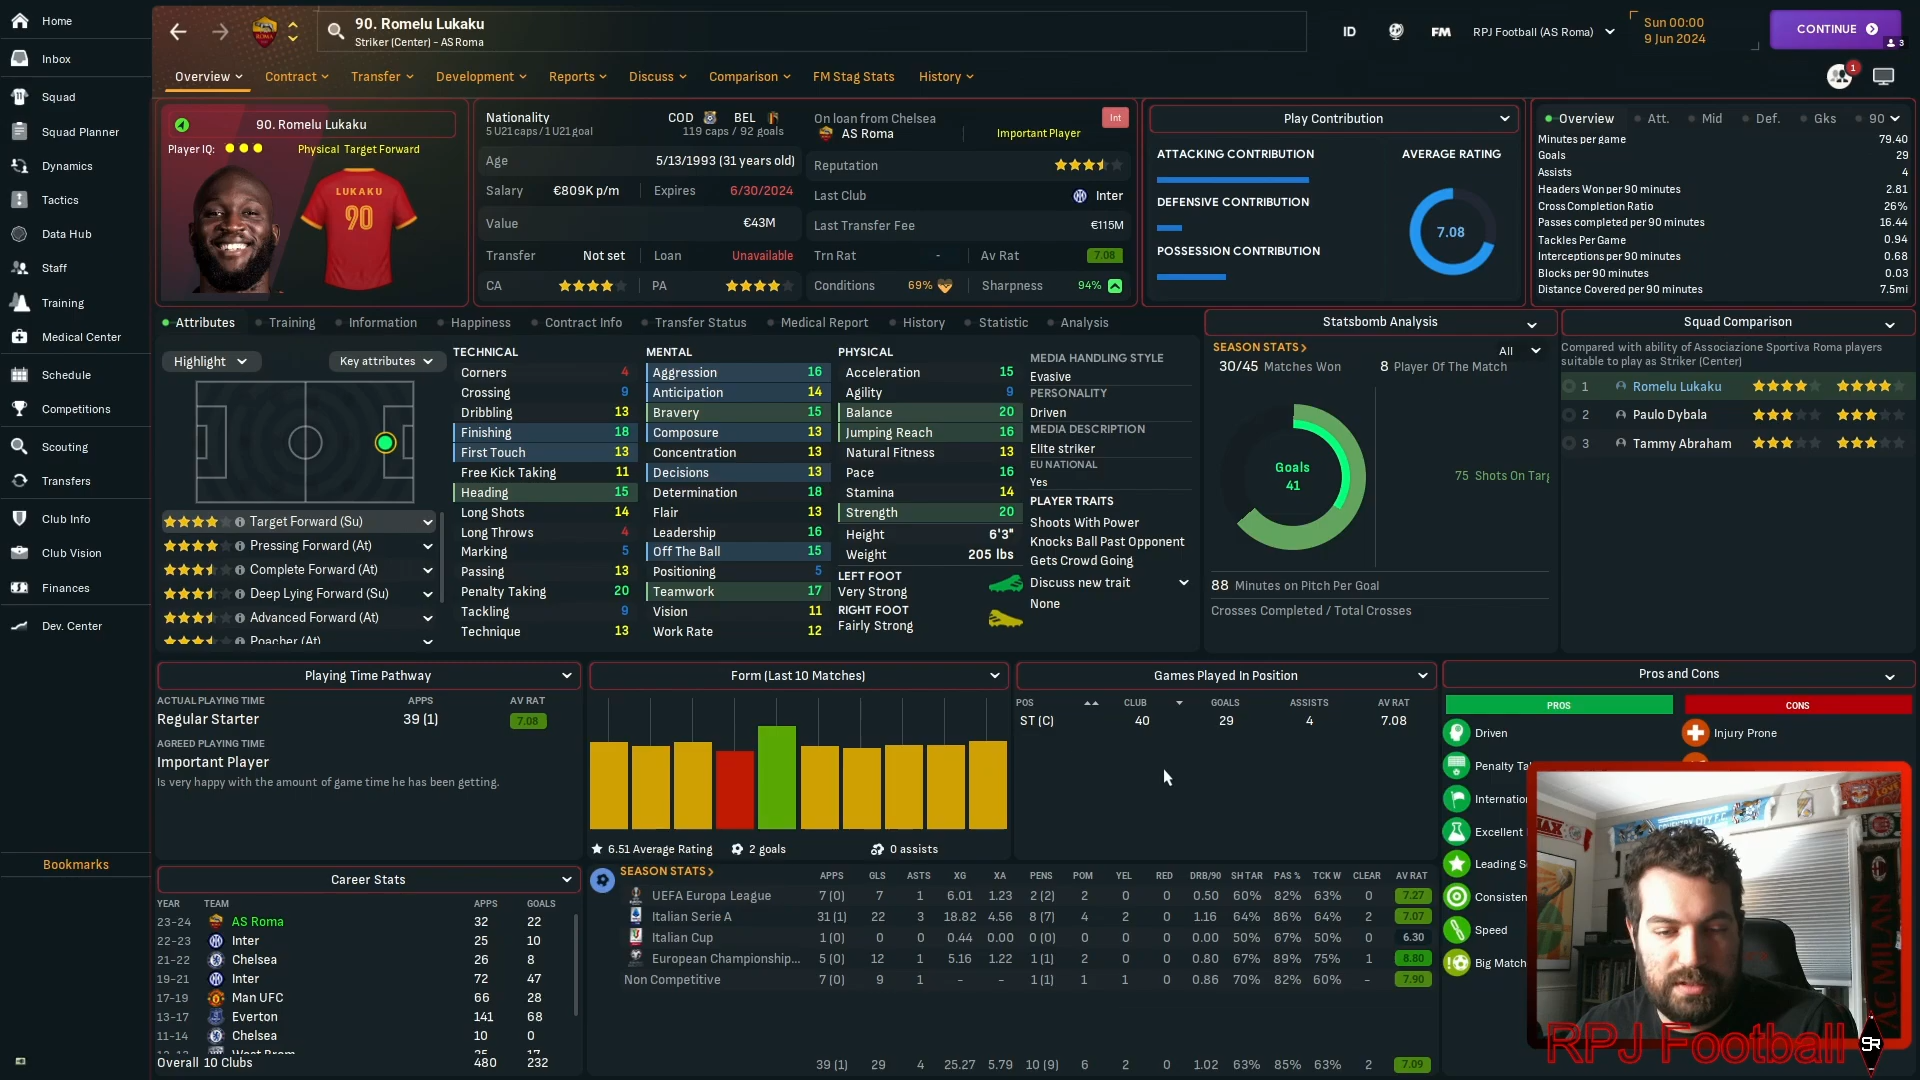 Home
Inbox
Squad
Squad Planner
Dynamics
Tactics
Data Hub
Staff
Training
Medical Center
Schedule
Competitions
Scouting
Transfers
Club Info
Club Vision
Finances
Dev. Center
Bookmarks
90. Romelu Lukaku
Striker (Center) - AS Roma
ID
FM
RPJ Football (AS Roma)
Sun 00:00
9 Jun 2024
CONTINUE
3
1
Overview Contract Transfer Development Reports Discuss Comparison FM Stag Stats History
90. Romelu Lukaku
Player IQ:
Physical Target Forward
LUKAKU
90
Nationality
5 U21 caps / 1 U21 goal
COD BEL
119 caps / 92 goals
Age 5/13/1993 (31 years old)
Salary €809K p/m Expires 6/30/2024
Value €43M
Transfer Not set Loan Unavailable
CA PA
On loan from Chelsea
AS Roma
Important Player
Int
Reputation
Last Club Inter
Last Transfer Fee €115M
Trn Rat - Av Rat 7.08
Conditions 69% Sharpness 94%
Play Contribution
ATTACKING CONTRIBUTION
DEFENSIVE CONTRIBUTION
POSSESSION CONTRIBUTION
AVERAGE RATING
7.08
Overview Att. Mid Def. Gks 90
Minutes per game 79.40
Goals 29
Assists 4
Headers Won per 90 minutes 2.81
Cross Completion Ratio 26%
Passes completed per 90 minutes 16.44
Tackles Per Game 0.94
Interceptions per 90 minutes 0.68
Blocks per 90 minutes 0.03
Distance Covered per 90 minutes 7.5mi
Attributes Training Information Happiness Contract Info Transfer Status Medical Report History Statistic Analysis
Highlight Key attributes
Target Forward (Su)
Pressing Forward (At)
Complete Forward (At)
Deep Lying Forward (Su)
Advanced Forward (At)
Poacher (At)
TECHNICAL
Corners 4
Crossing 9
Dribbling 13
Finishing 18
First Touch 13
Free Kick Taking 11
Heading 15
Long Shots 14
Long Throws 4
Marking 5
Passing 13
Penalty Taking 20
Tackling 9
Technique 13
MENTAL
Aggression 16
Anticipation 14
Bravery 15
Composure 13
Concentration 13
Decisions 13
Determination 18
Flair 13
Leadership 16
Off The Ball 15
Positioning 5
Teamwork 17
Vision 11
Work Rate 12
PHYSICAL
Acceleration 15
Agility 9
Balance 20
Jumping Reach 16
Natural Fitness 13
Pace 16
Stamina 14
Strength 20
Height 6'3"
Weight 205 lbs
LEFT FOOT
Very Strong
RIGHT FOOT
Fairly Strong
MEDIA HANDLING STYLE
Evasive
PERSONALITY
Driven
MEDIA DESCRIPTION
Elite striker
EU NATIONAL
Yes
PLAYER TRAITS
Shoots With Power
Knocks Ball Past Opponent
Gets Crowd Going
Discuss new trait
None
Statsbomb Analysis
SEASON STATS
All
30/45 Matches Won
8 Player Of The Match
Goals
41
75 Shots On Targ
88 Minutes on Pitch Per Goal
Crosses Completed / Total Crosses
Squad Comparison
Compared with ability of Associazione Sportiva Roma players
suitable to play as Striker (Center)
1 Romelu Lukaku
2 Paulo Dybala
3 Tammy Abraham
Playing Time Pathway
ACTUAL PLAYING TIME APPS AV RAT
Regular Starter 39 (1) 7.08
AGREED PLAYING TIME
Important Player
Is very happy with the amount of game time he has been getting.
Form (Last 10 Matches)
6.51 Average Rating 2 goals 0 assists
Games Played In Position
POS CLUB GOALS ASSISTS AV RAT
ST (C) 40 29 4 7.08
Pros and Cons
PROS CONS
Driven
Injury Prone
Penalty Ta
Internation
Excellent
Leading S
Consisten
Speed
Big Match
Career Stats
YEAR TEAM APPS GOALS
23-24 AS Roma 32 22
22-23 Inter 25 10
21-22 Chelsea 26 8
19-21 Inter 72 47
17-19 Man UFC 66 28
13-17 Everton 141 68
11-14 Chelsea 10 0
West Brom 35 17
Overall 10 Clubs 480 232
SEASON STATS APPS GLS ASTS XG XA PENS POM YEL RED DRB/90 SH TAR PAS % TCK W CLEAR AV RAT
UEFA Europa League 7 (0) 7 1 6.01 1.23 2 (2) 2 0 0 0.50 60% 82% 63% 0 7.27
Italian Serie A 31 (1) 22 3 18.82 4.56 8 (7) 4 2 0 1.16 64% 86% 64% 2 7.07
Italian Cup 1 (0) 0 0 0.44 0.00 0 (0) 0 0 0 0.00 50% 67% 50% 0 6.30
European Championship... 5 (0) 12 1 5.16 1.22 1 (1) 2 0 0 0.80 67% 89% 75% 1 8.80
Non Competitive 7 (0) 9 1 - - 1 (1) 1 1 0 0.86 70% 82% 60% - 7.90
39 (1) 29 4 25.27 5.79 10 (9) 6 2 0 1.02 63% 85% 63% 2 7.09
COVENTRY CITY F.C.
AC MILAN
RPJ Football
SR